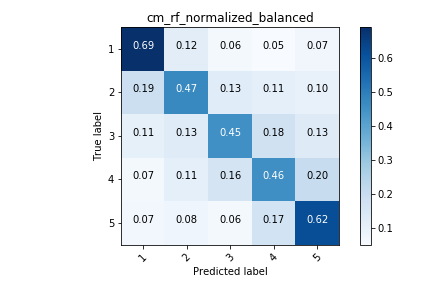 cm_rf_normalized_balanced
1 0.69 0.12 0.06 0.05 0.07
2 0.19 0.47 0.13 0.11 0.10
3 0.11 0.13 0.45 0.18 0.13
4 0.07 0.11 0.16 0.46 0.20
5 0.07 0.08 0.06 0.17 0.62
1 2 3 4 5
True label
Predicted label
0.6
0.5
0.4
0.3
0.2
0.1